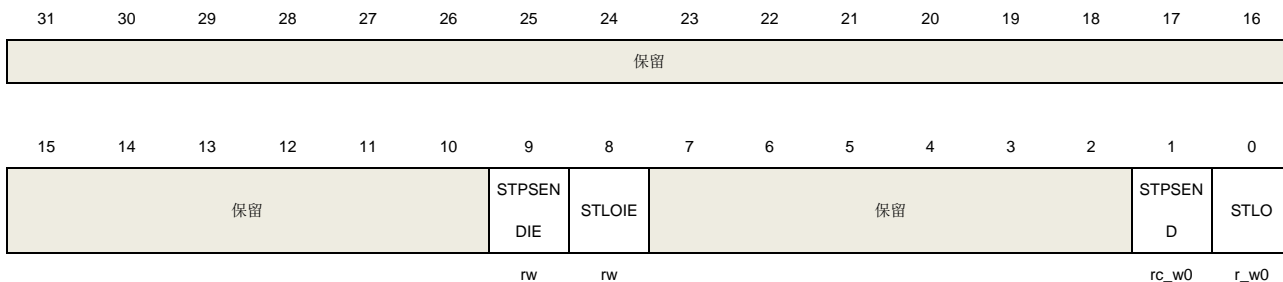 31 30 29 28 27 26 25 24 23 22 21 20 19 18 17 16
保留
15 14 13 12 11 10 9 8 7 6 5 4 3 2 1 0
保留 STPSEN DIE STLOIE 保留 STPSEN D STLO
rw rw rc_w0 r_w0